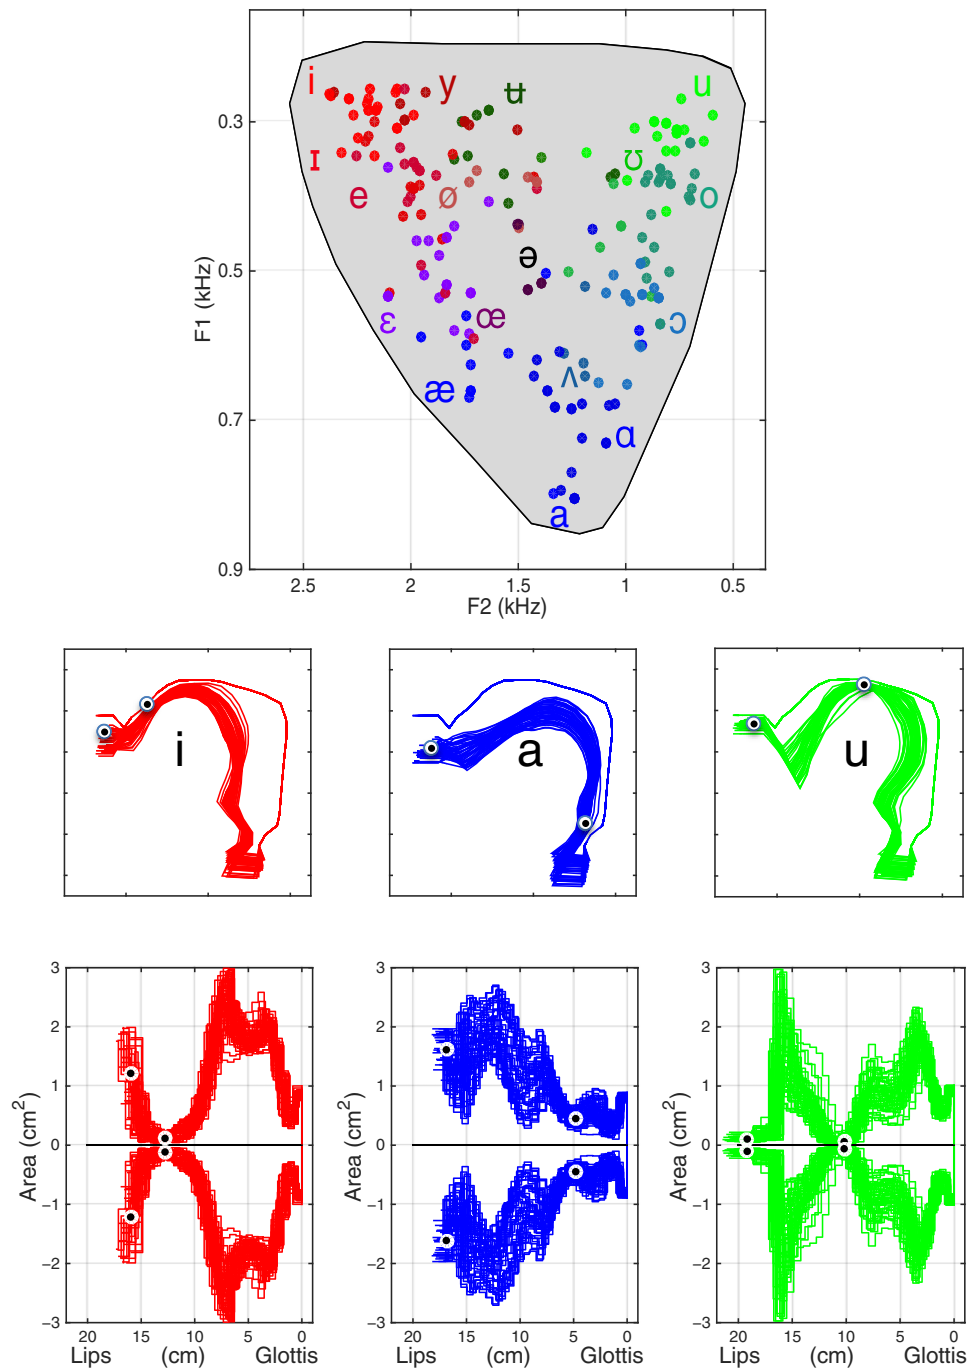 i y ʉ u
0.3
ɪ ʊ
e ø o
ə
0.5
ɛ œ ɔ
æ ʌ
0.7
ɑ
a
0.9
F1 (kHz)
2.5 2 1.5 1 0.5
F2 (kHz)
i a u
3 3 3
2 2 2
1 1 1
0 0 0
−1 −1 −1
−2 −2 −2
−3 −3 −3
Area (cm²) Area (cm²) Area (cm²)
20 15 10 5 0 20 15 10 5 0 20 15 10 5 0
Lips (cm) Glottis Lips (cm) Glottis Lips (cm) Glottis